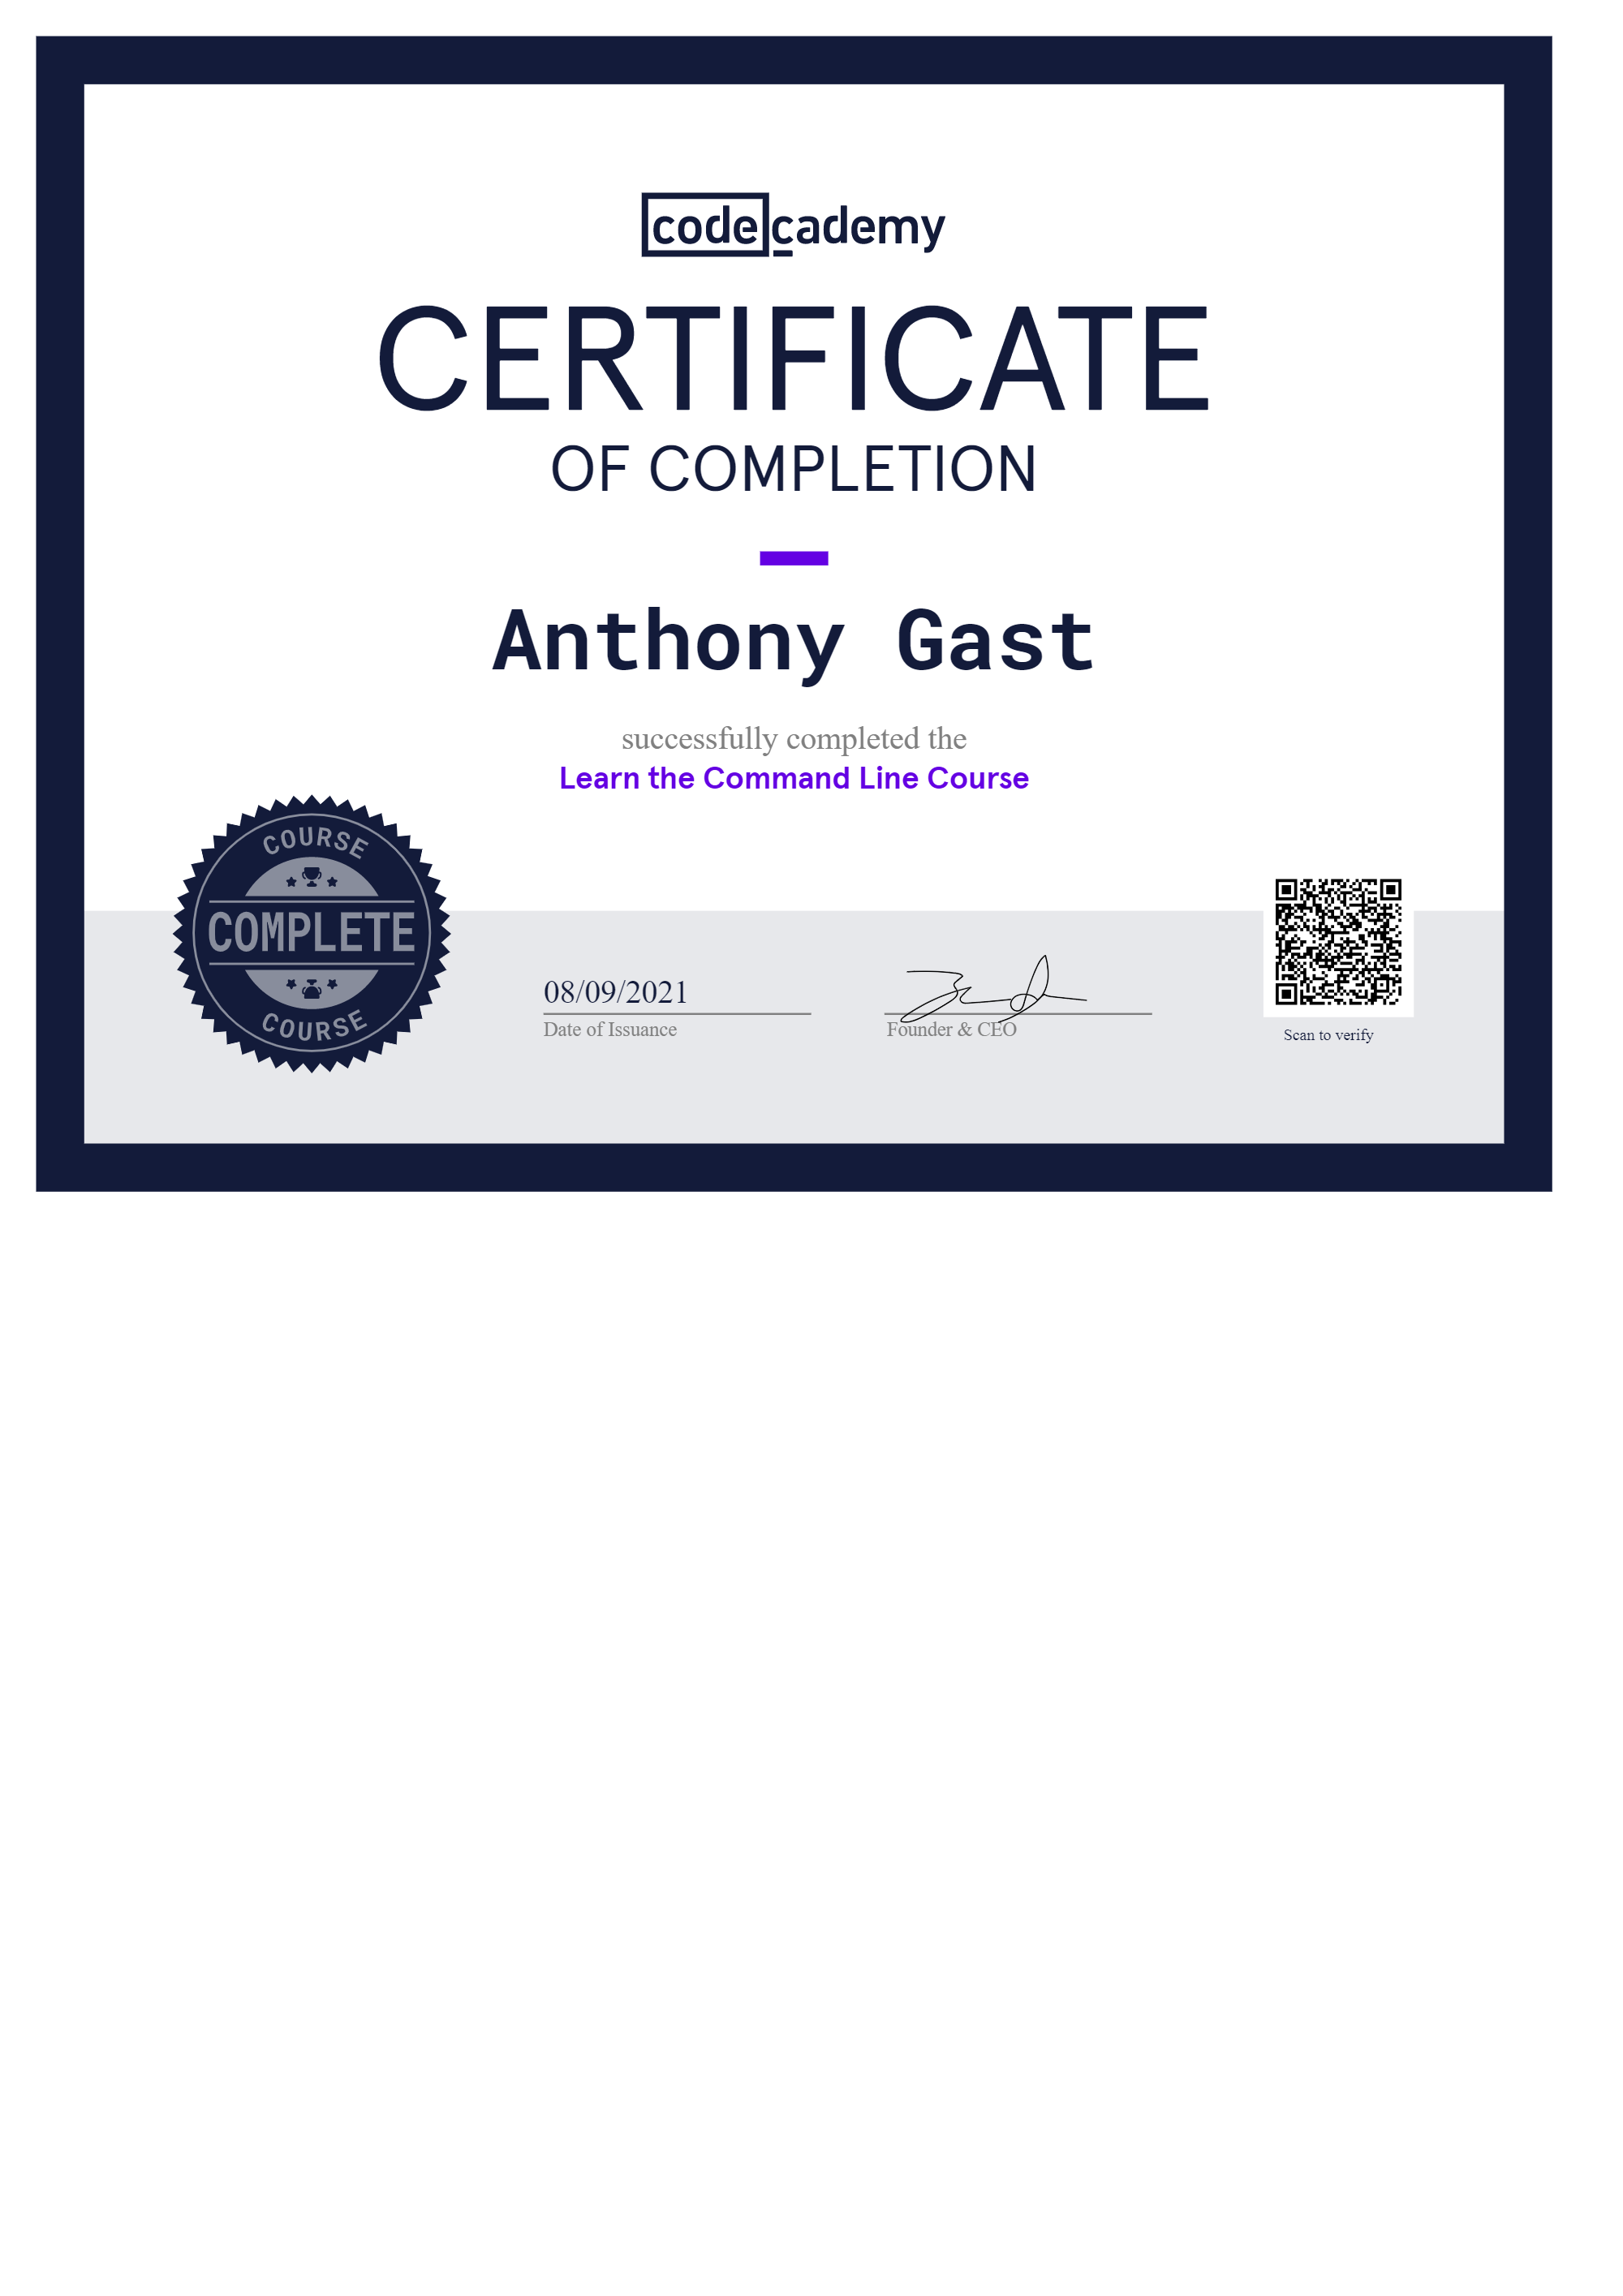 codecademy
CERTIFICATE
OF COMPLETION
Anthony Gast
successfully completed the
Learn the Command Line Course
COURSE
COMPLETE
COURSE
08/09/2021
Date of Issuance
Founder & CEO
Scan to verify